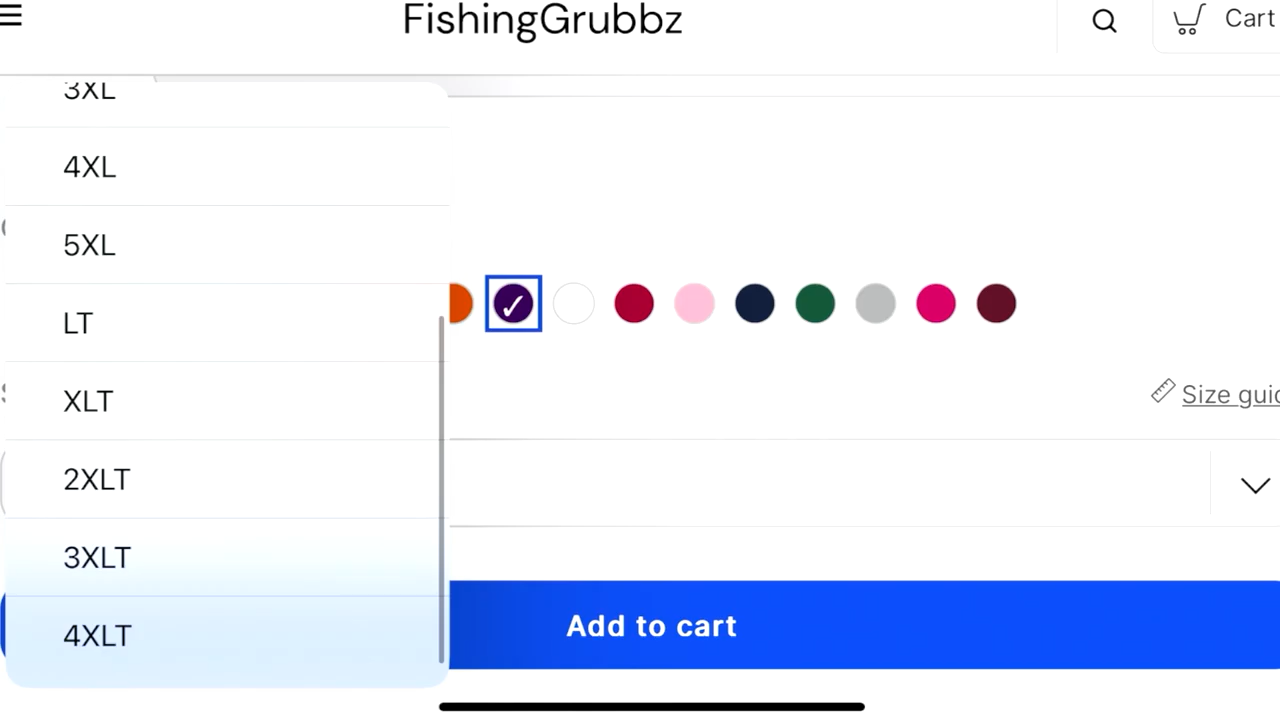 FishingGrubbz
Cart
3XL
4XL
5XL
LT
XLT
Size guid
2XLT
3XLT
4XLT
Add to cart